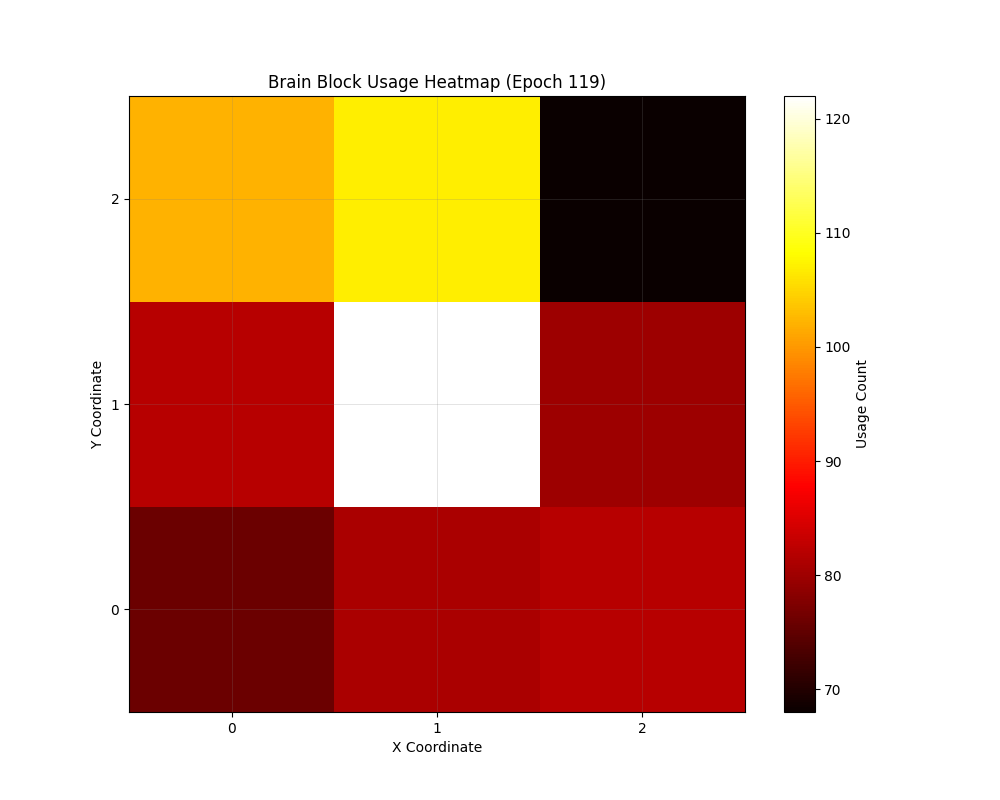 Brain Block Usage Heatmap (Epoch 119)
2
1
0
Y Coordinate
0 1 2
X Coordinate
120
110
100
90
80
70
Usage Count